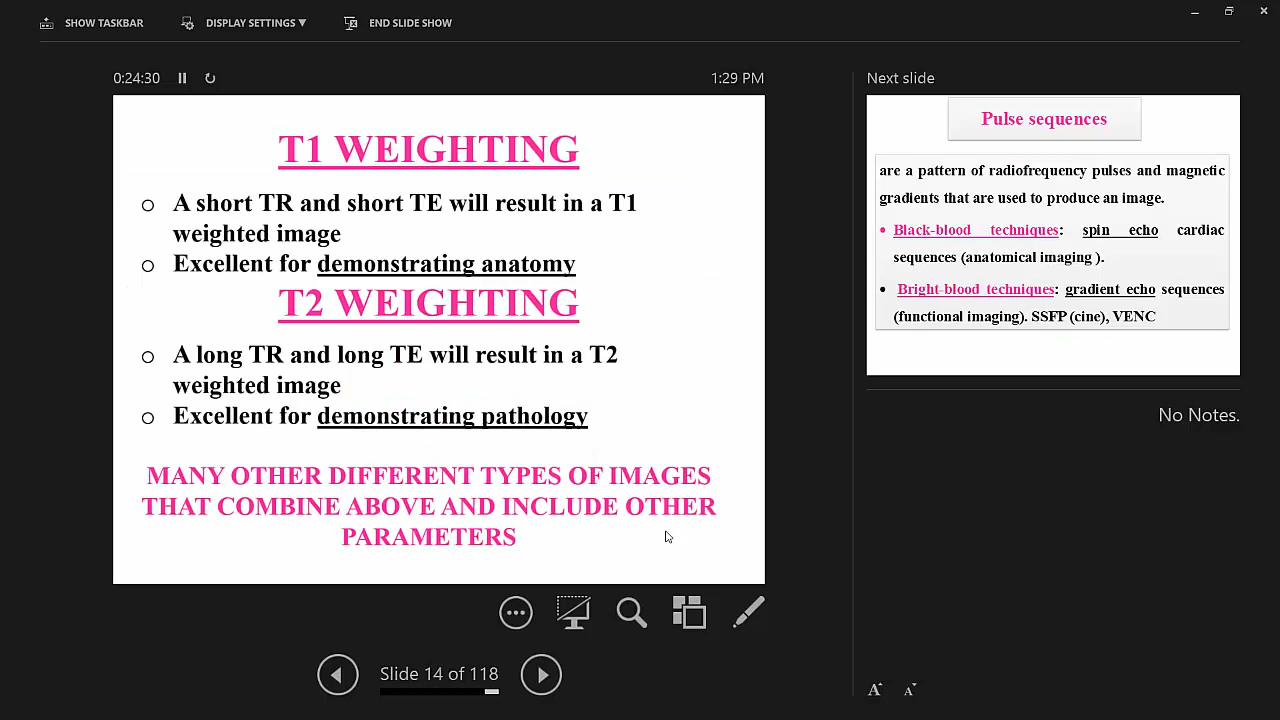 SHOW TASKBAR DISPLAY SETTINGS ▼ END SLIDE SHOW
0:24:30 1:29 PM
T1 WEIGHTING
o A short TR and short TE will result in a T1
weighted image
o Excellent for demonstrating anatomy
T2 WEIGHTING
o A long TR and long TE will result in a T2
weighted image
o Excellent for demonstrating pathology
MANY OTHER DIFFERENT TYPES OF IMAGES
THAT COMBINE ABOVE AND INCLUDE OTHER
PARAMETERS
Slide 14 of 118
Next slide
Pulse sequences
are a pattern of radiofrequency pulses and magnetic
gradients that are used to produce an image.
• Black-blood techniques: spin echo cardiac
sequences (anatomical imaging ).
• Bright-blood techniques: gradient echo sequences
(functional imaging). SSFP (cine), VENC
No Notes.
A A